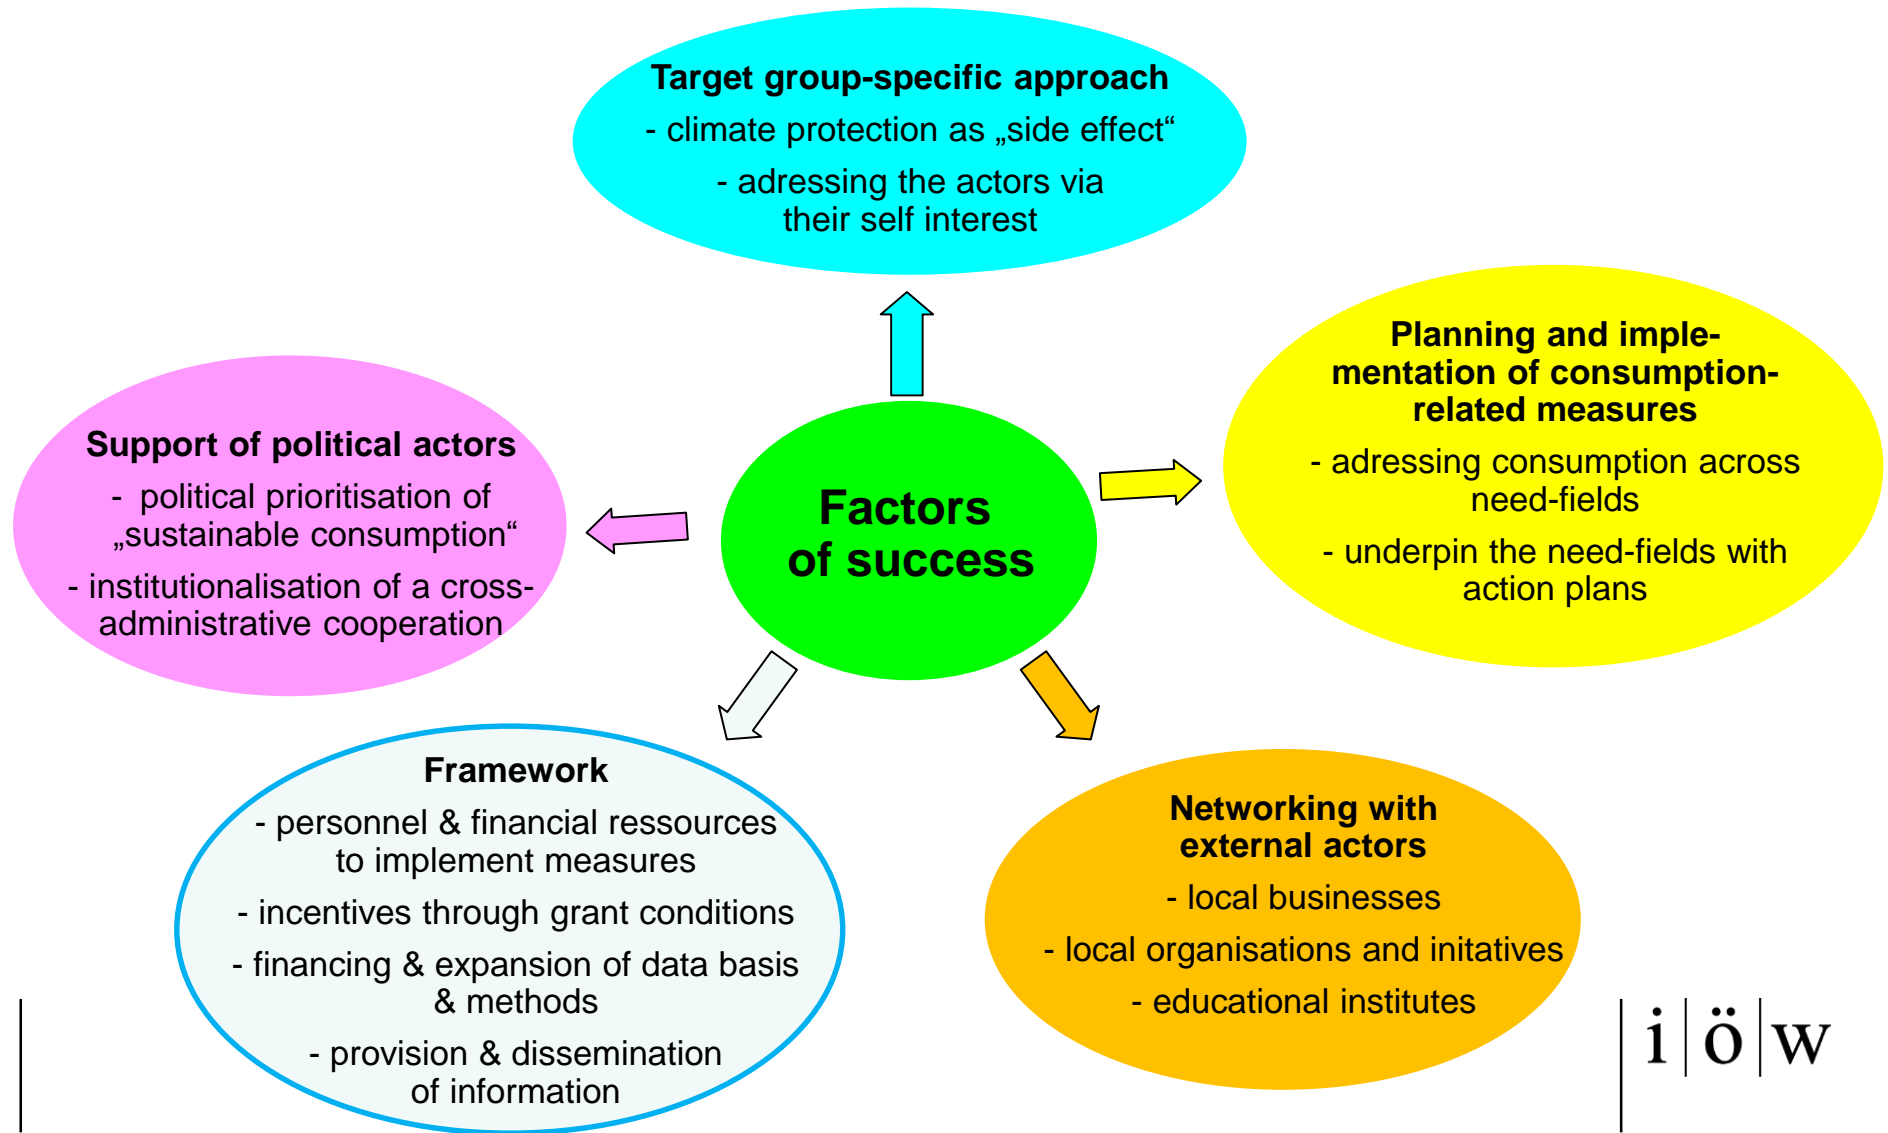 Target group-specific approach
- climate protection as „side effect“
- adressing the actors via
their self interest
Planning and imple-
mentation of consumption-
related measures
- adressing consumption across
need-fields
- underpin the need-fields with
action plans
Support of political actors
- political prioritisation of
„sustainable consumption“
- institutionalisation of a cross-
administrative cooperation
Factors
of success
Framework
- personnel & financial ressources
to implement measures
- incentives through grant conditions
- financing & expansion of data basis
& methods
- provision & dissemination
of information
Networking with
external actors
- local businesses
- local organisations and initatives
- educational institutes
i|ö|w